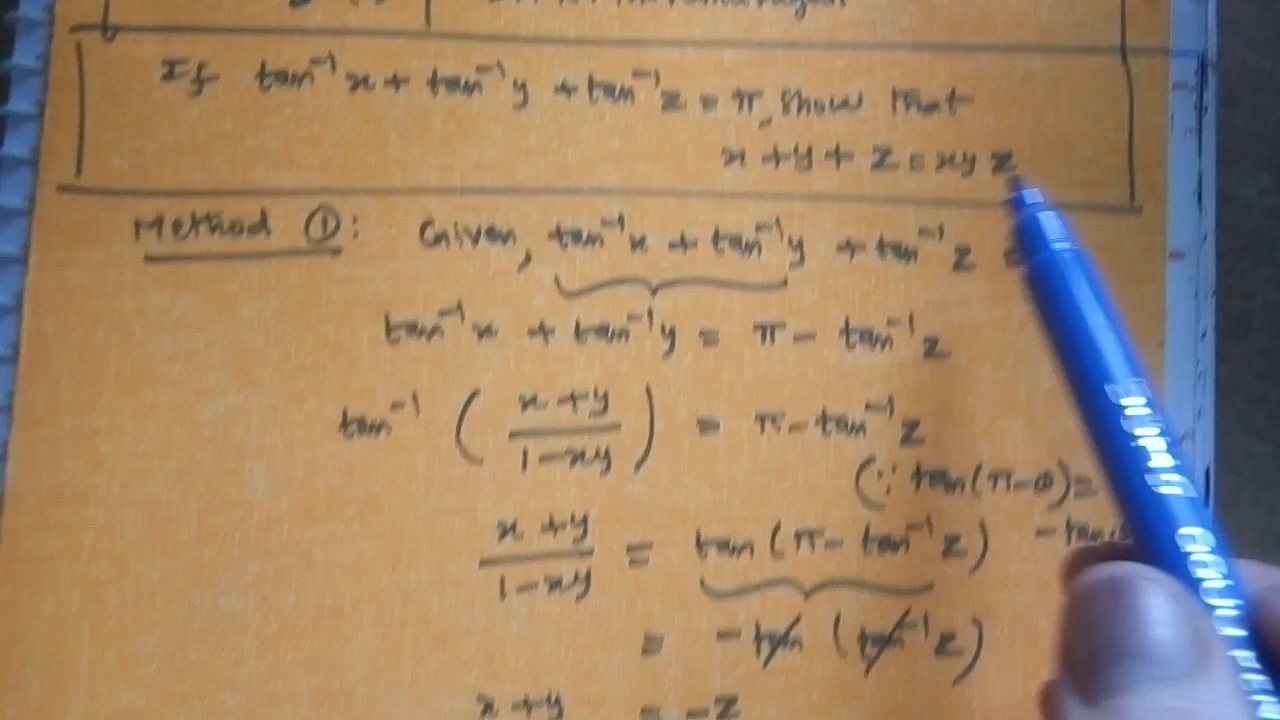 If tan⁻¹x + tan⁻¹y + tan⁻¹z = π, show that
x + y + z = xyz
Method ①: Given, tan⁻¹x + tan⁻¹y + tan⁻¹z
tan⁻¹x + tan⁻¹y = π - tan⁻¹z
tan⁻¹ ( x+y / 1-xy ) = π - tan⁻¹z
(∵ tan(π-θ) =
x+y / 1-xy = tan(π - tan⁻¹z) - tan
= - tan (tan⁻¹z)
x+y = -z